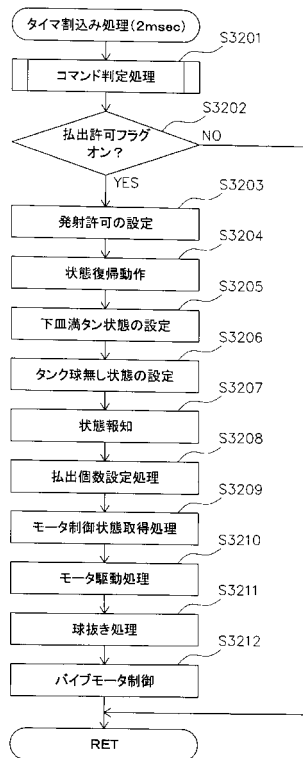 タイマ割込み処理(2msec)
S3201
コマンド判定処理
S3202
払出許可フラグ
オン？
NO
YES
S3203
発射許可の設定
S3204
状態復帰動作
S3205
下皿満タン状態の設定
S3206
タンク球無し状態の設定
S3207
状態報知
S3208
払出個数設定処理
S3209
モータ制御状態取得処理
S3210
モータ駆動処理
S3211
球抜き処理
S3212
バイブモータ制御
RET